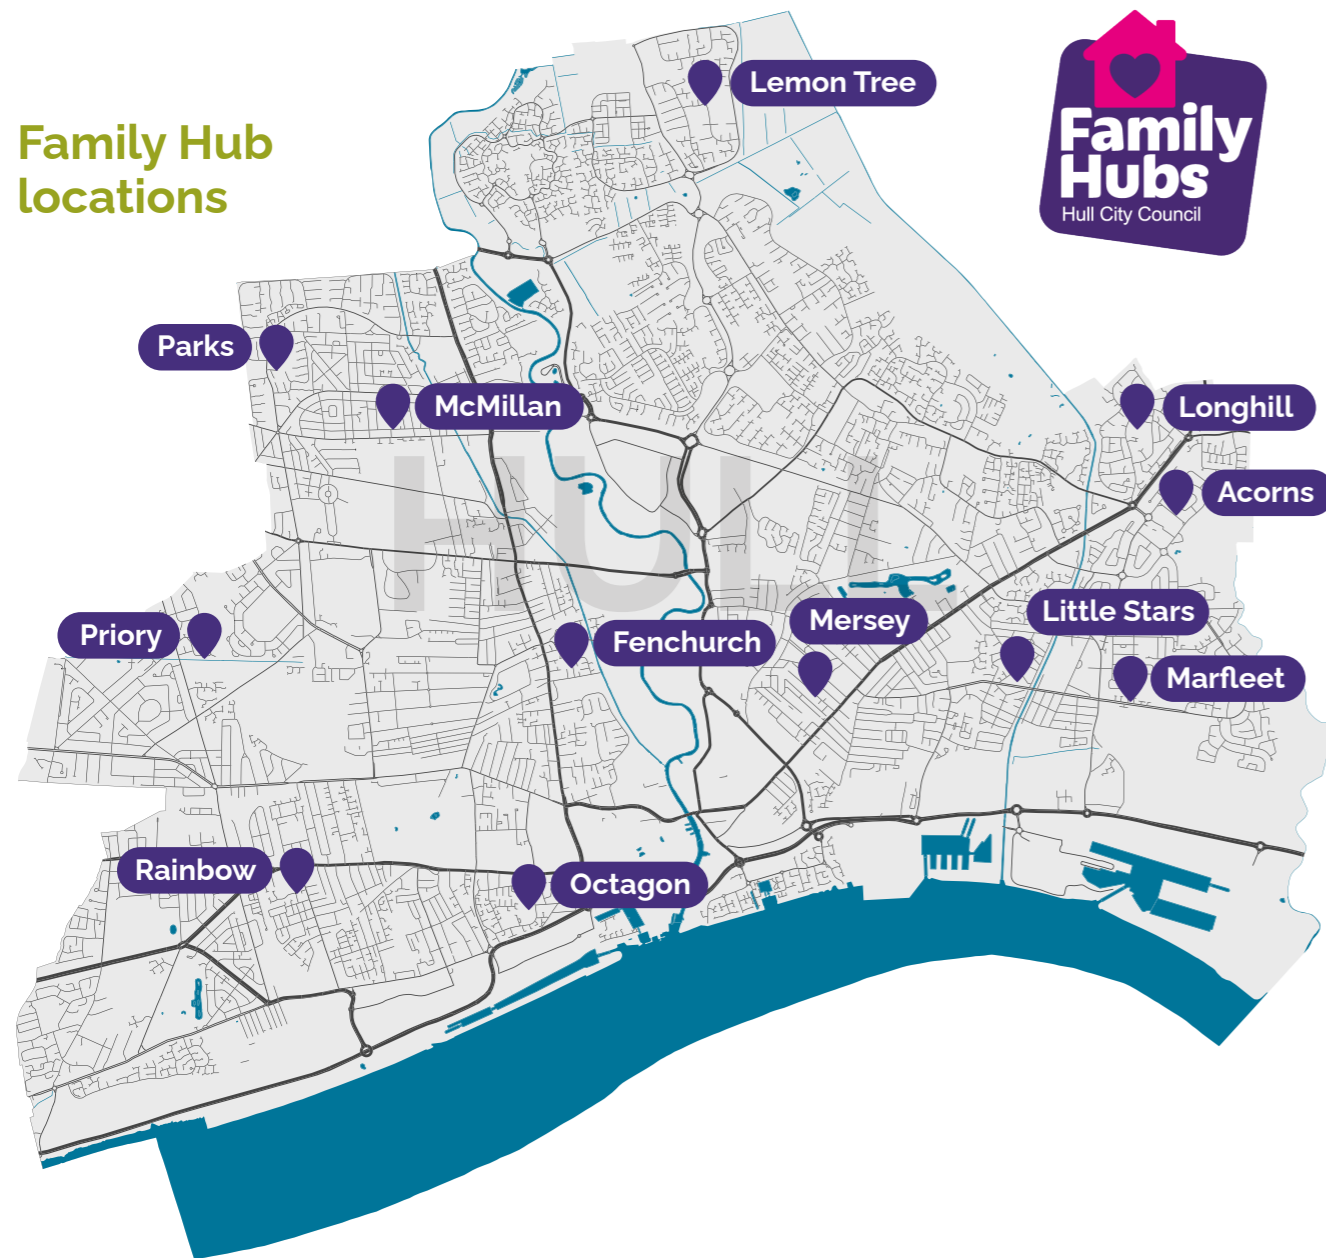 Family Hub
locations
Family
Hubs
Hull City Council
Lemon Tree
Parks
McMillan
Longhill
HULL
Acorns
Little Stars
Mersey
Priory
Fenchurch
Marfleet
Rainbow
Octagon